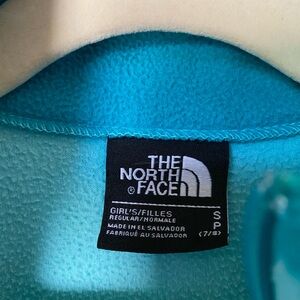 THE
NORTH
FACE
®
GIRL'S/FILLES
REGULAR/NORMALE
MADE IN EL SALVADOR
FABRIQUÉ AU SALVADOR
S
P
(7/8)